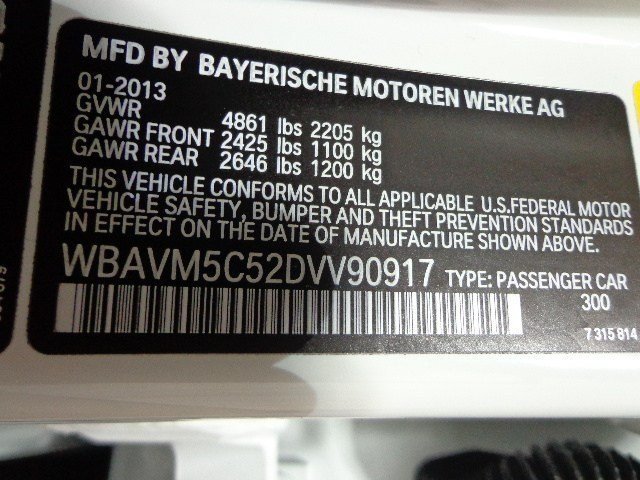 MFD BY BAYERISCHE MOTOREN WERKE AG
01-2013
GVWR 4861 lbs 2205 kg
GAWR FRONT 2425 lbs 1100 kg
GAWR REAR 2646 lbs 1200 kg
THIS VEHICLE CONFORMS TO ALL APPLICABLE U.S.FEDERAL MOTOR
VEHICLE SAFETY, BUMPER AND THEFT PREVENTION STANDARDS
IN EFFECT ON THE DATE OF MANUFACTURE SHOWN ABOVE.
WBAVM5C52DVV90917 TYPE: PASSENGER CAR
300
7 315 814